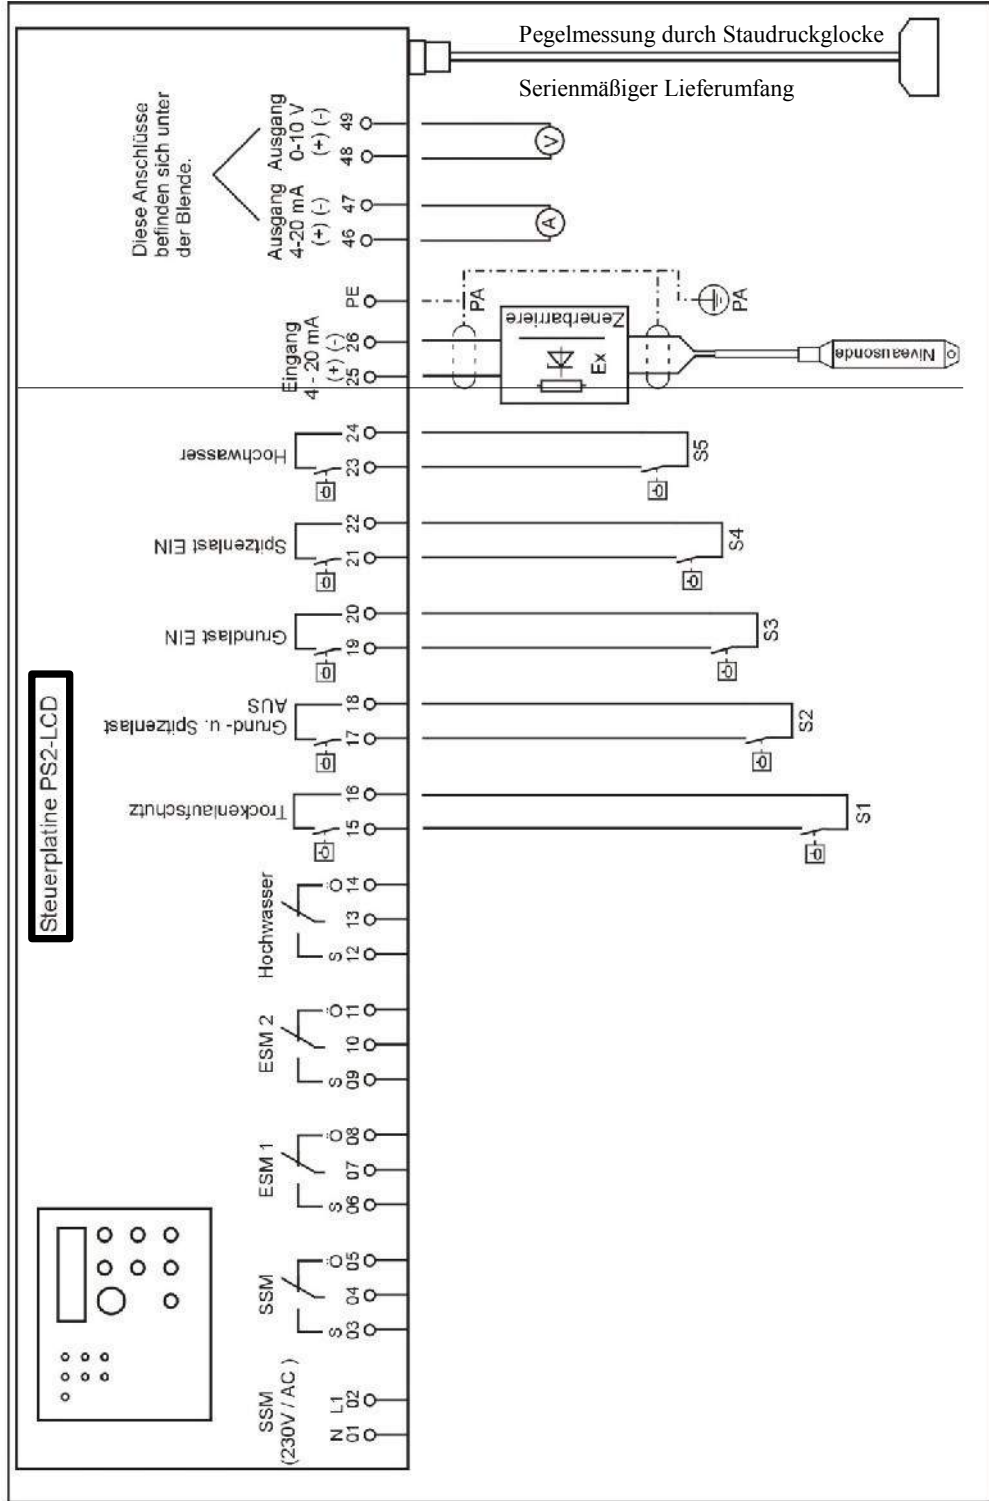 Pegelmessung durch Staudruckglocke
Serienmäßiger Lieferumfang
Diese Anschlüsse
befinden sich unter
der Blende.
Ausgang
0-10 V
(+) (-)
48 49
Ausgang
4-20 mA
(+) (-)
46 47
V
A
PE
PA
PA
Eingang
4 - 20 mA
(+) (-)
25 26
Zenerbarriere
Ex
Niveausonde
Hochwasser
23 24
S5
Spitzenlast EIN
21 22
S4
Grundlast EIN
19 20
S3
Grund- u. Spitzenlast
AUS
17 18
S2
Trockenlaufschutz
15 16
S1
Steuerplatine PS2-LCD
Hochwasser
S O
12 13 14
ESM 2
S O
09 10 11
ESM 1
S O
06 07 08
SSM
S O
03 04 05
SSM
(230V / AC )
N L1
01 02